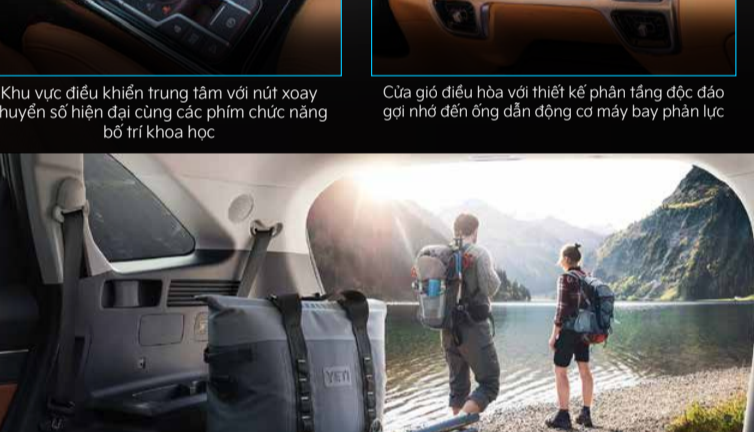 Khu vực điều khiển trung tâm với nút xoay
huyển số hiện đại cùng các phím chức năng
bố trí khoa học
Cửa gió điều hòa với thiết kế phân tầng độc đáo
gợi nhớ đến ống dẫn động cơ máy bay phản lực
YETI